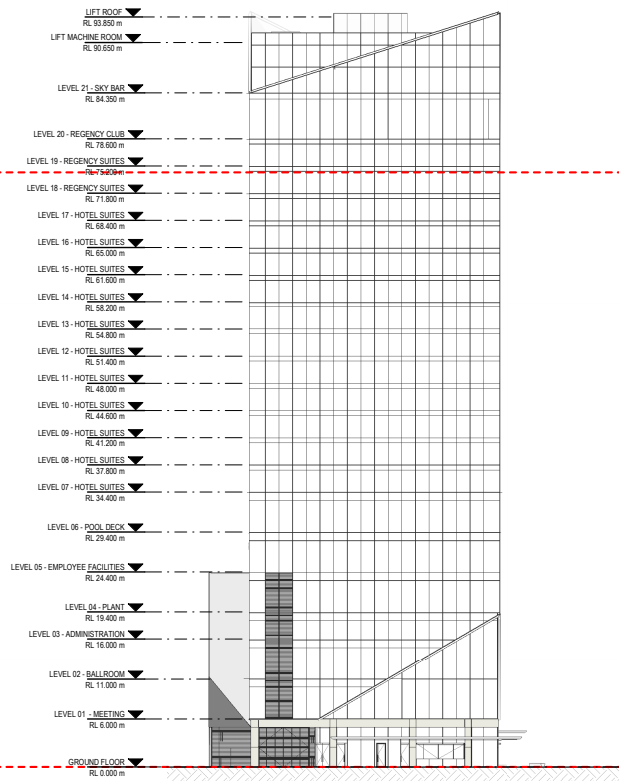 LIFT ROOF
RL 93.850 m
LIFT MACHINE ROOM
RL 90.650 m
LEVEL 21 - SKY BAR
RL 84.350 m
LEVEL 20 - REGENCY CLUB
RL 78.600 m
LEVEL 19 - REGENCY SUITES
RL 75.200 m
LEVEL 18 - REGENCY SUITES
RL 71.800 m
LEVEL 17 - HOTEL SUITES
RL 68.400 m
LEVEL 16 - HOTEL SUITES
RL 65.000 m
LEVEL 15 - HOTEL SUITES
RL 61.600 m
LEVEL 14 - HOTEL SUITES
RL 58.200 m
LEVEL 13 - HOTEL SUITES
RL 54.800 m
LEVEL 12 - HOTEL SUITES
RL 51.400 m
LEVEL 11 - HOTEL SUITES
RL 48.000 m
LEVEL 10 - HOTEL SUITES
RL 44.600 m
LEVEL 09 - HOTEL SUITES
RL 41.200 m
LEVEL 08 - HOTEL SUITES
RL 37.800 m
LEVEL 07 - HOTEL SUITES
RL 34.400 m
LEVEL 06 - POOL DECK
RL 29.400 m
LEVEL 05 - EMPLOYEE FACILITIES
RL 24.400 m
LEVEL 04 - PLANT
RL 19.400 m
LEVEL 03 - ADMINISTRATION
RL 16.000 m
LEVEL 02 - BALLROOM
RL 11.000 m
LEVEL 01 - MEETING
RL 6.000 m
GROUND FLOOR
RL 0.000 m